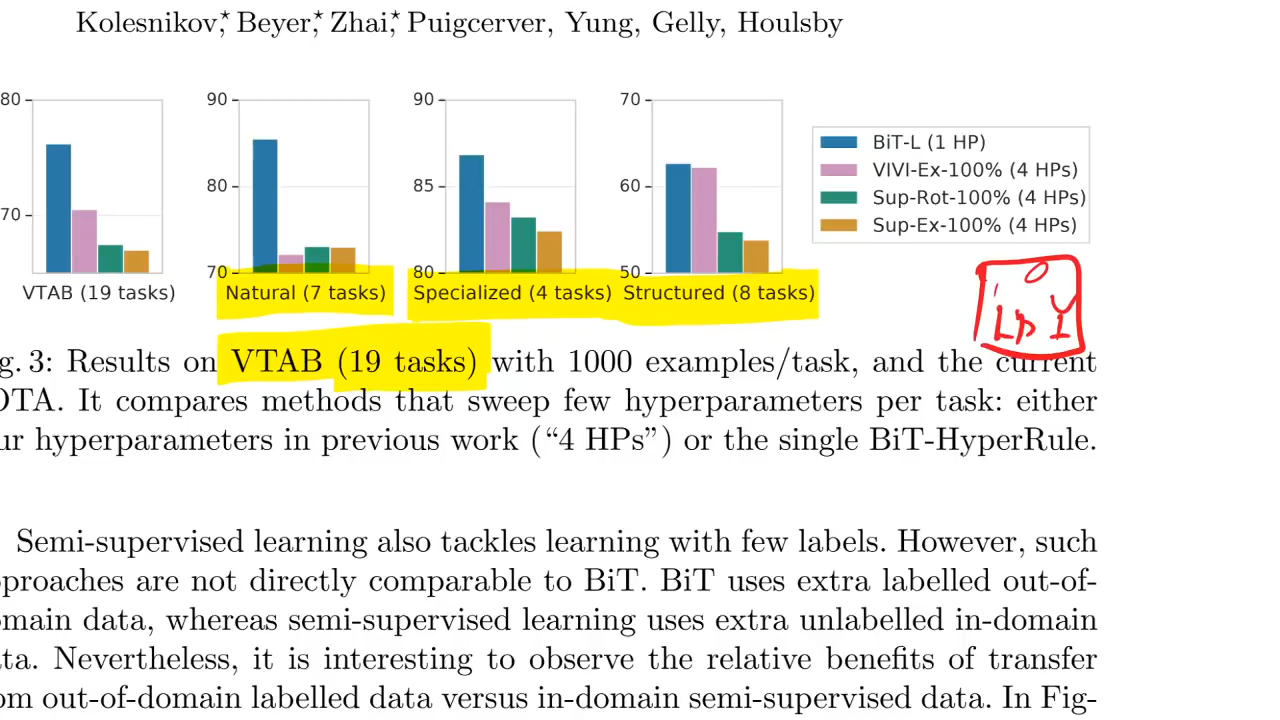 Kolesnikov,* Beyer,* Zhai,* Puigcerver, Yung, Gelly, Houlsby
80
70
VTAB (19 tasks)
90
80
70
Natural (7 tasks)
90
85
80
Specialized (4 tasks)
70
60
50
Structured (8 tasks)
BiT-L (1 HP)
VIVI-Ex-100% (4 HPs)
Sup-Rot-100% (4 HPs)
Sup-Ex-100% (4 HPs)
g. 3: Results on VTAB (19 tasks) with 1000 examples/task, and the current
OTA. It compares methods that sweep few hyperparameters per task: either
ur hyperparameters in previous work (“4 HPs”) or the single BiT-HyperRule.
Semi-supervised learning also tackles learning with few labels. However, such
proaches are not directly comparable to BiT. BiT uses extra labelled out-of-
main data, whereas semi-supervised learning uses extra unlabelled in-domain
ta. Nevertheless, it is interesting to observe the relative benefits of transfer
om out-of-domain labelled data versus in-domain semi-supervised data. In Fig-